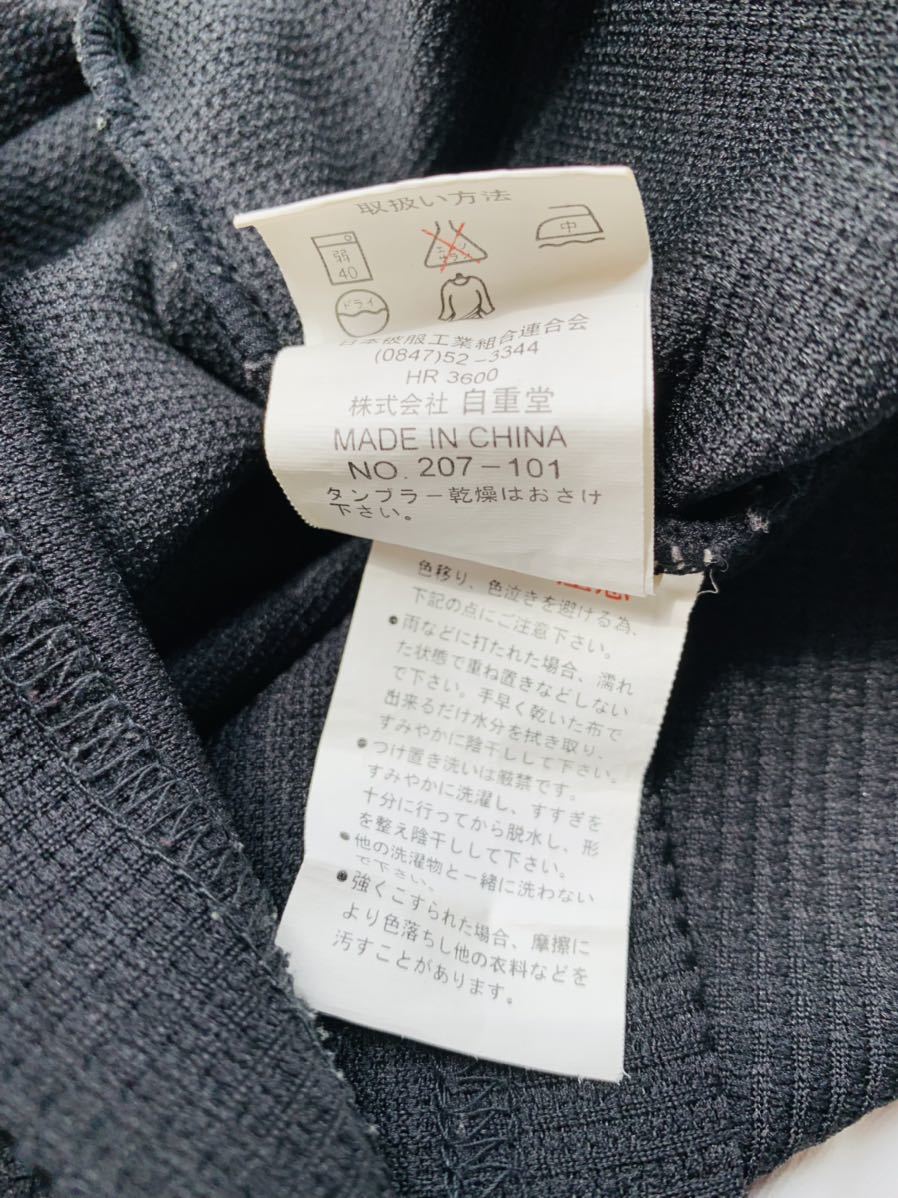 取扱い方法
弱
40
エンソ
サラシ
中
ドライ
日本被服工業組合連合会
(0847)52-3344
HR 3600
株式会社 自重堂
MADE IN CHINA
NO. 207-101
タンブラー乾燥はおさけ
下さい。
色移り、色泣きを避ける為、
下記の点にご注意下さい。
●雨などに打たれた場合、濡れ
た状態で重ね置きなどしない
で下さい。手早く乾いた布で
出来るだけ水分を拭き取り、
すみやかに陰干しして下さい。
●つけ置き洗いは厳禁です。
すみやかに洗濯し、すすぎを
十分に行ってから脱水し、形
を整え陰干しして下さい。
●他の洗濯物と一緒に洗わない
で下さい。
●強くこすられた場合、摩擦に
より色落ちし他の衣料などを
汚すことがあります。